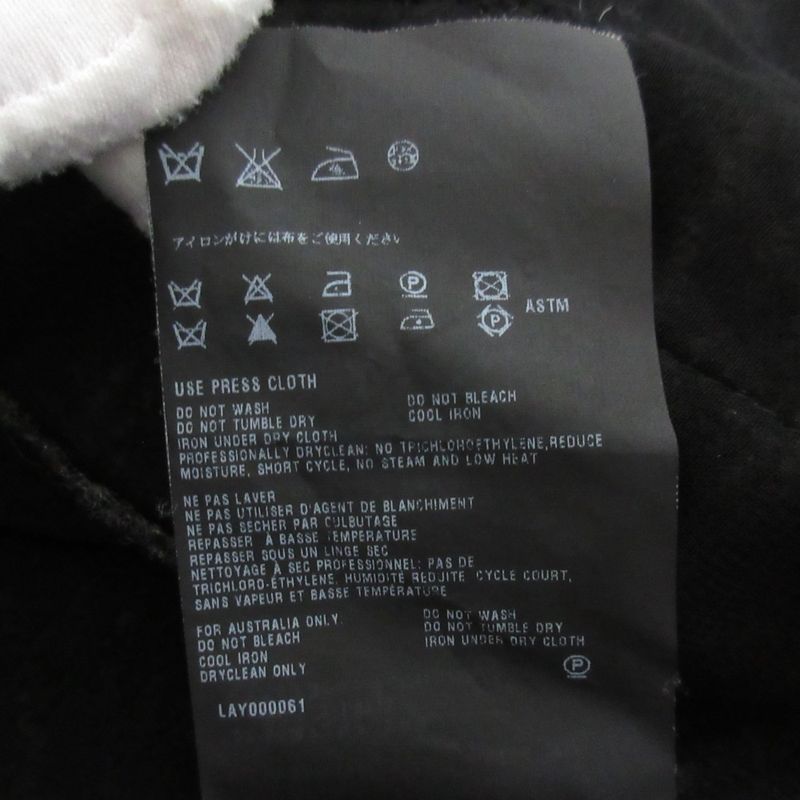 アイロンがけには布をご使用ください
P
ASTM
P
USE PRESS CLOTH
DO NOT WASH
DO NOT BLEACH
DO NOT TUMBLE DRY
COOL IRON
IRON UNDER DRY CLOTH
PROFESSIONALLY DRYCLEAN: NO TRICHLOROETHYLENE,REDUCE
MOISTURE, SHORT CYCLE, NO STEAM AND LOW HEAT
NE PAS LAVER
NE PAS UTILISER D'AGENT DE BLANCHIMENT
NE PAS SECHER PAR CULBUTAGE
REPASSER À BASSE TEMPERATURE
REPASSER SOUS UN LINGE SEC
NETTOYAGE À SEC PROFESSIONNEL: PAS DE
TRICHLORO-ÉTHYLENE, HUMIDITÉ REDUITE CYCLE COURT,
SANS VAPEUR ET BASSE TEMPÉRATURE
FOR AUSTRALIA ONLY
DO NOT WASH
DO NOT BLEACH
DO NOT TUMBLE DRY
COOL IRON
IRON UNDER DRY CLOTH
DRYCLEAN ONLY
P
LAY000061